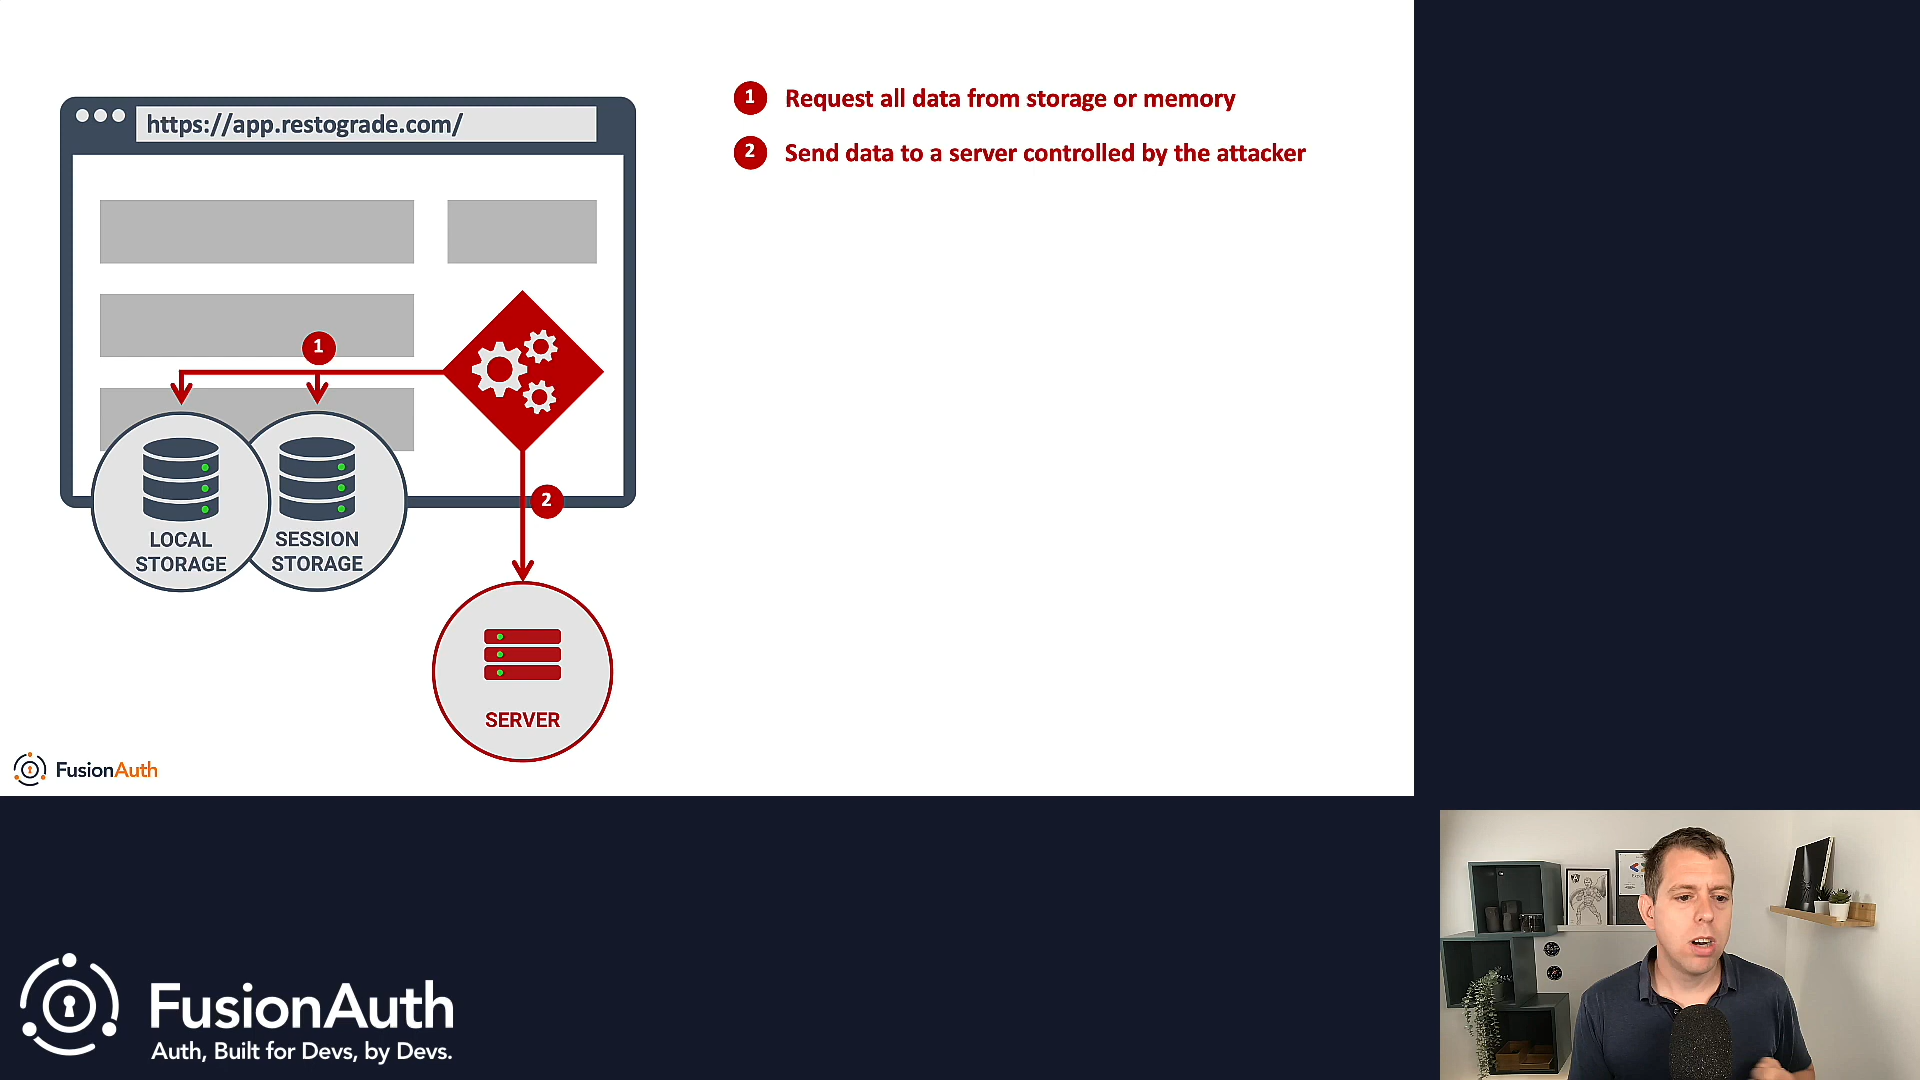 https://app.restograde.com/
1 Request all data from storage or memory
2 Send data to a server controlled by the attacker
1
2
LOCAL
STORAGE
SESSION
STORAGE
SERVER
FusionAuth
FusionAuth
Auth, Built for Devs, by Devs.